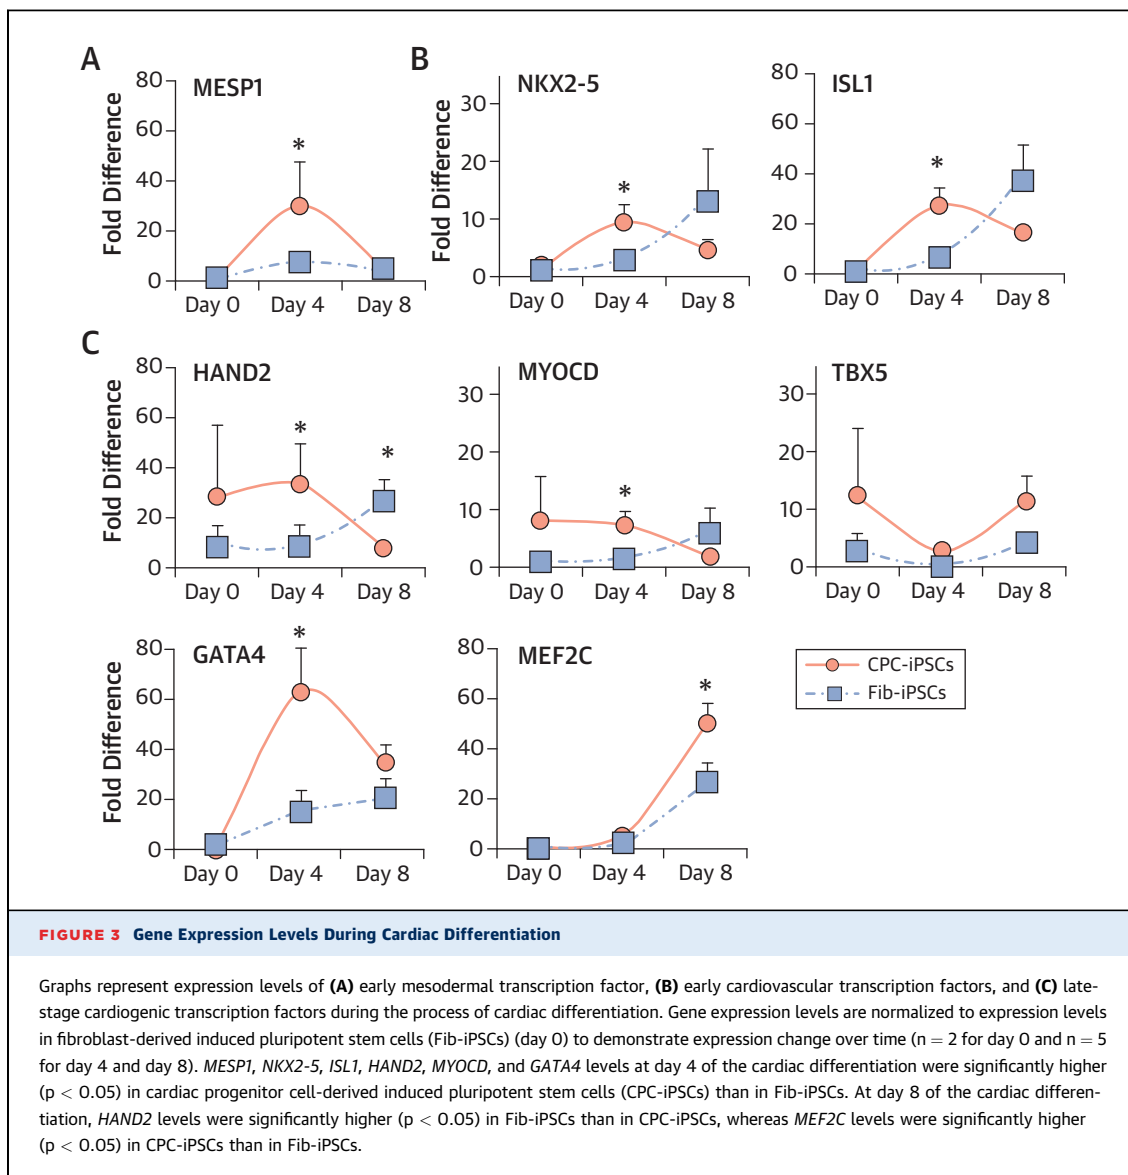 A
MESP1
Fold Difference
80
60
40
20
0
Day 0 Day 4 Day 8
*
B
NKX2-5
Fold Difference
30
20
10
0
Day 0 Day 4 Day 8
*
ISL1
80
60
40
20
0
Day 0 Day 4 Day 8
*
C
HAND2
Fold Difference
80
60
40
20
0
Day 0 Day 4 Day 8
*
*
MYOCD
30
20
10
0
Day 0 Day 4 Day 8
*
TBX5
30
20
10
0
Day 0 Day 4 Day 8
GATA4
Fold Difference
80
60
40
20
0
Day 0 Day 4 Day 8
*
MEF2C
80
60
40
20
0
Day 0 Day 4 Day 8
*
CPC-iPSCs
Fib-iPSCs
FIGURE 3 Gene Expression Levels During Cardiac Differentiation
Graphs represent expression levels of (A) early mesodermal transcription factor, (B) early cardiovascular transcription factors, and (C) late-
stage cardiogenic transcription factors during the process of cardiac differentiation. Gene expression levels are normalized to expression levels
in fibroblast-derived induced pluripotent stem cells (Fib-iPSCs) (day 0) to demonstrate expression change over time (n = 2 for day 0 and n = 5
for day 4 and day 8). MESP1, NKX2-5, ISL1, HAND2, MYOCD, and GATA4 levels at day 4 of the cardiac differentiation were significantly higher
(p < 0.05) in cardiac progenitor cell-derived induced pluripotent stem cells (CPC-iPSCs) than in Fib-iPSCs. At day 8 of the cardiac differen-
tiation, HAND2 levels were significantly higher (p < 0.05) in Fib-iPSCs than in CPC-iPSCs, whereas MEF2C levels were significantly higher
(p < 0.05) in CPC-iPSCs than in Fib-iPSCs.